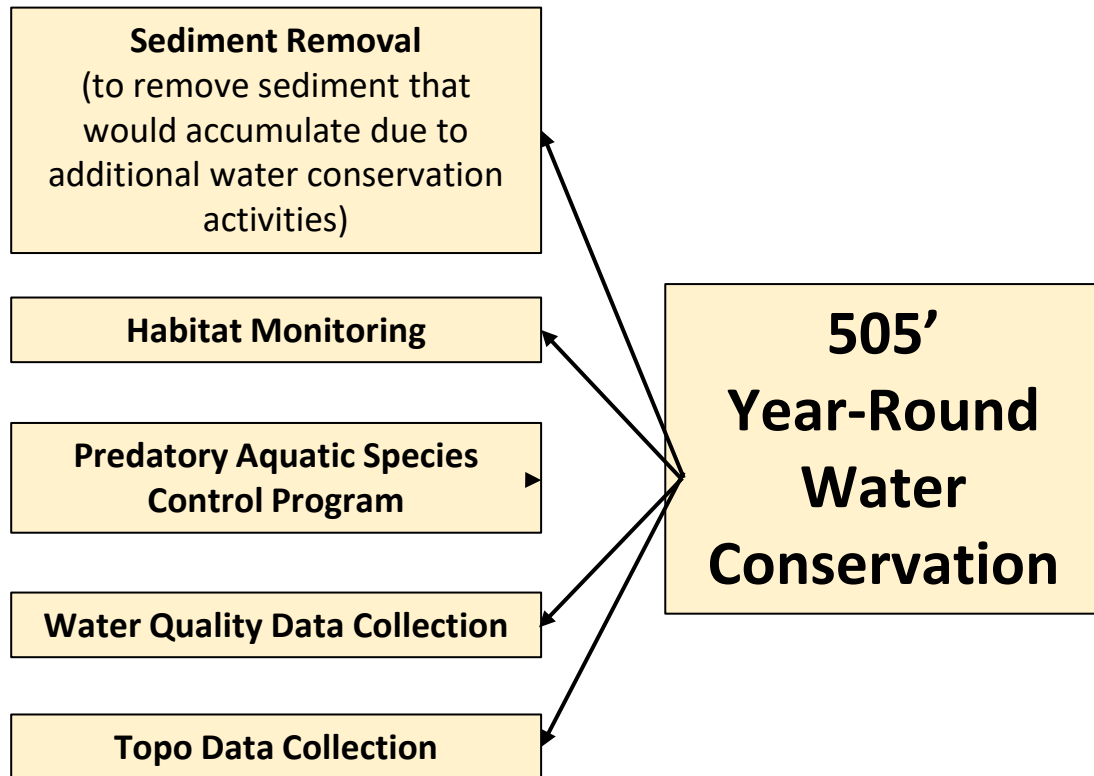 Sediment Removal
(to remove sediment that
would accumulate due to
additional water conservation
activities)
Habitat Monitoring
Predatory Aquatic Species
Control Program
Water Quality Data Collection
Topo Data Collection
505’
Year-Round
Water
Conservation